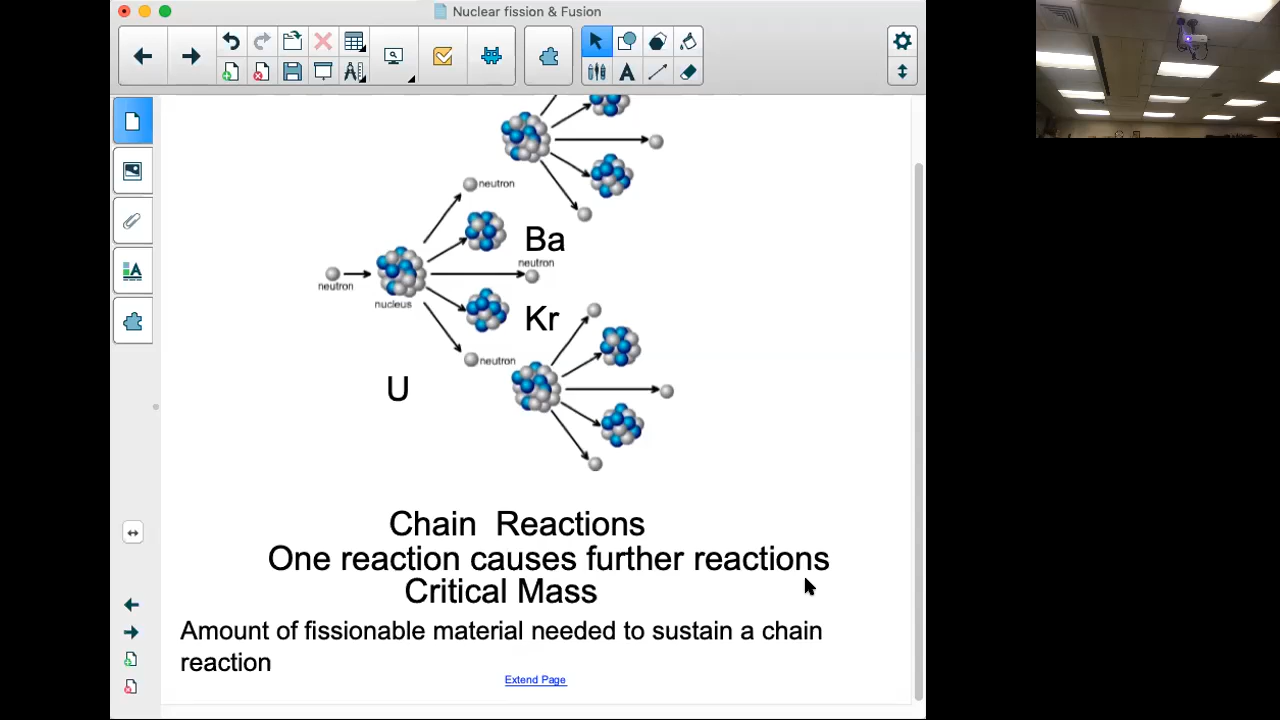 Nuclear fission & Fusion
neutron
Ba
neutron
neutron
nucleus
Kr
neutron
U
Chain Reactions
One reaction causes further reactions
Critical Mass
Amount of fissionable material needed to sustain a chain
reaction
Extend Page